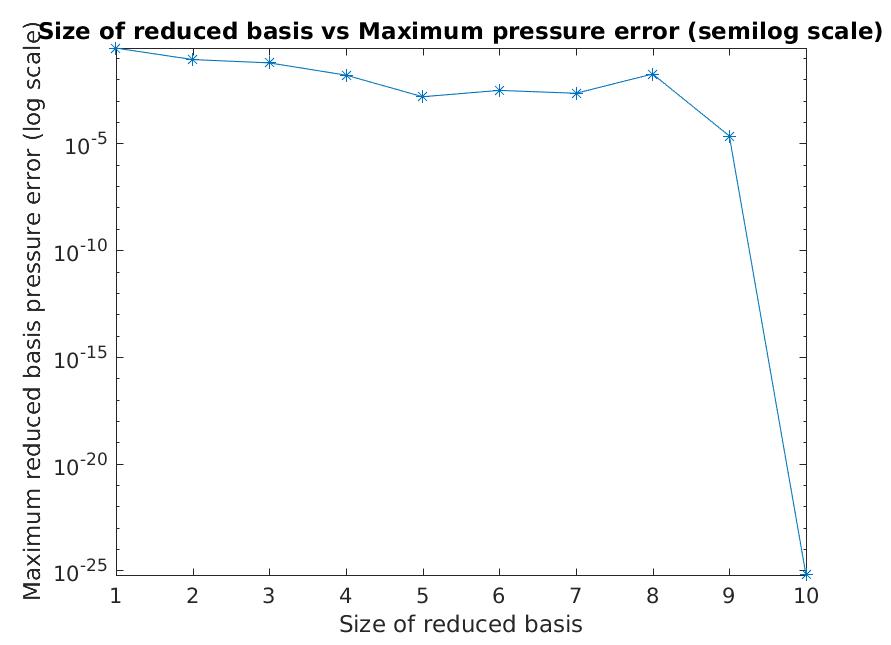 Size of reduced basis vs Maximum pressure error (semilog scale)
Maximum reduced basis pressure error (log scale)
10^-5
10^-10
10^-15
10^-20
10^-25
1 2 3 4 5 6 7 8 9 10
Size of reduced basis